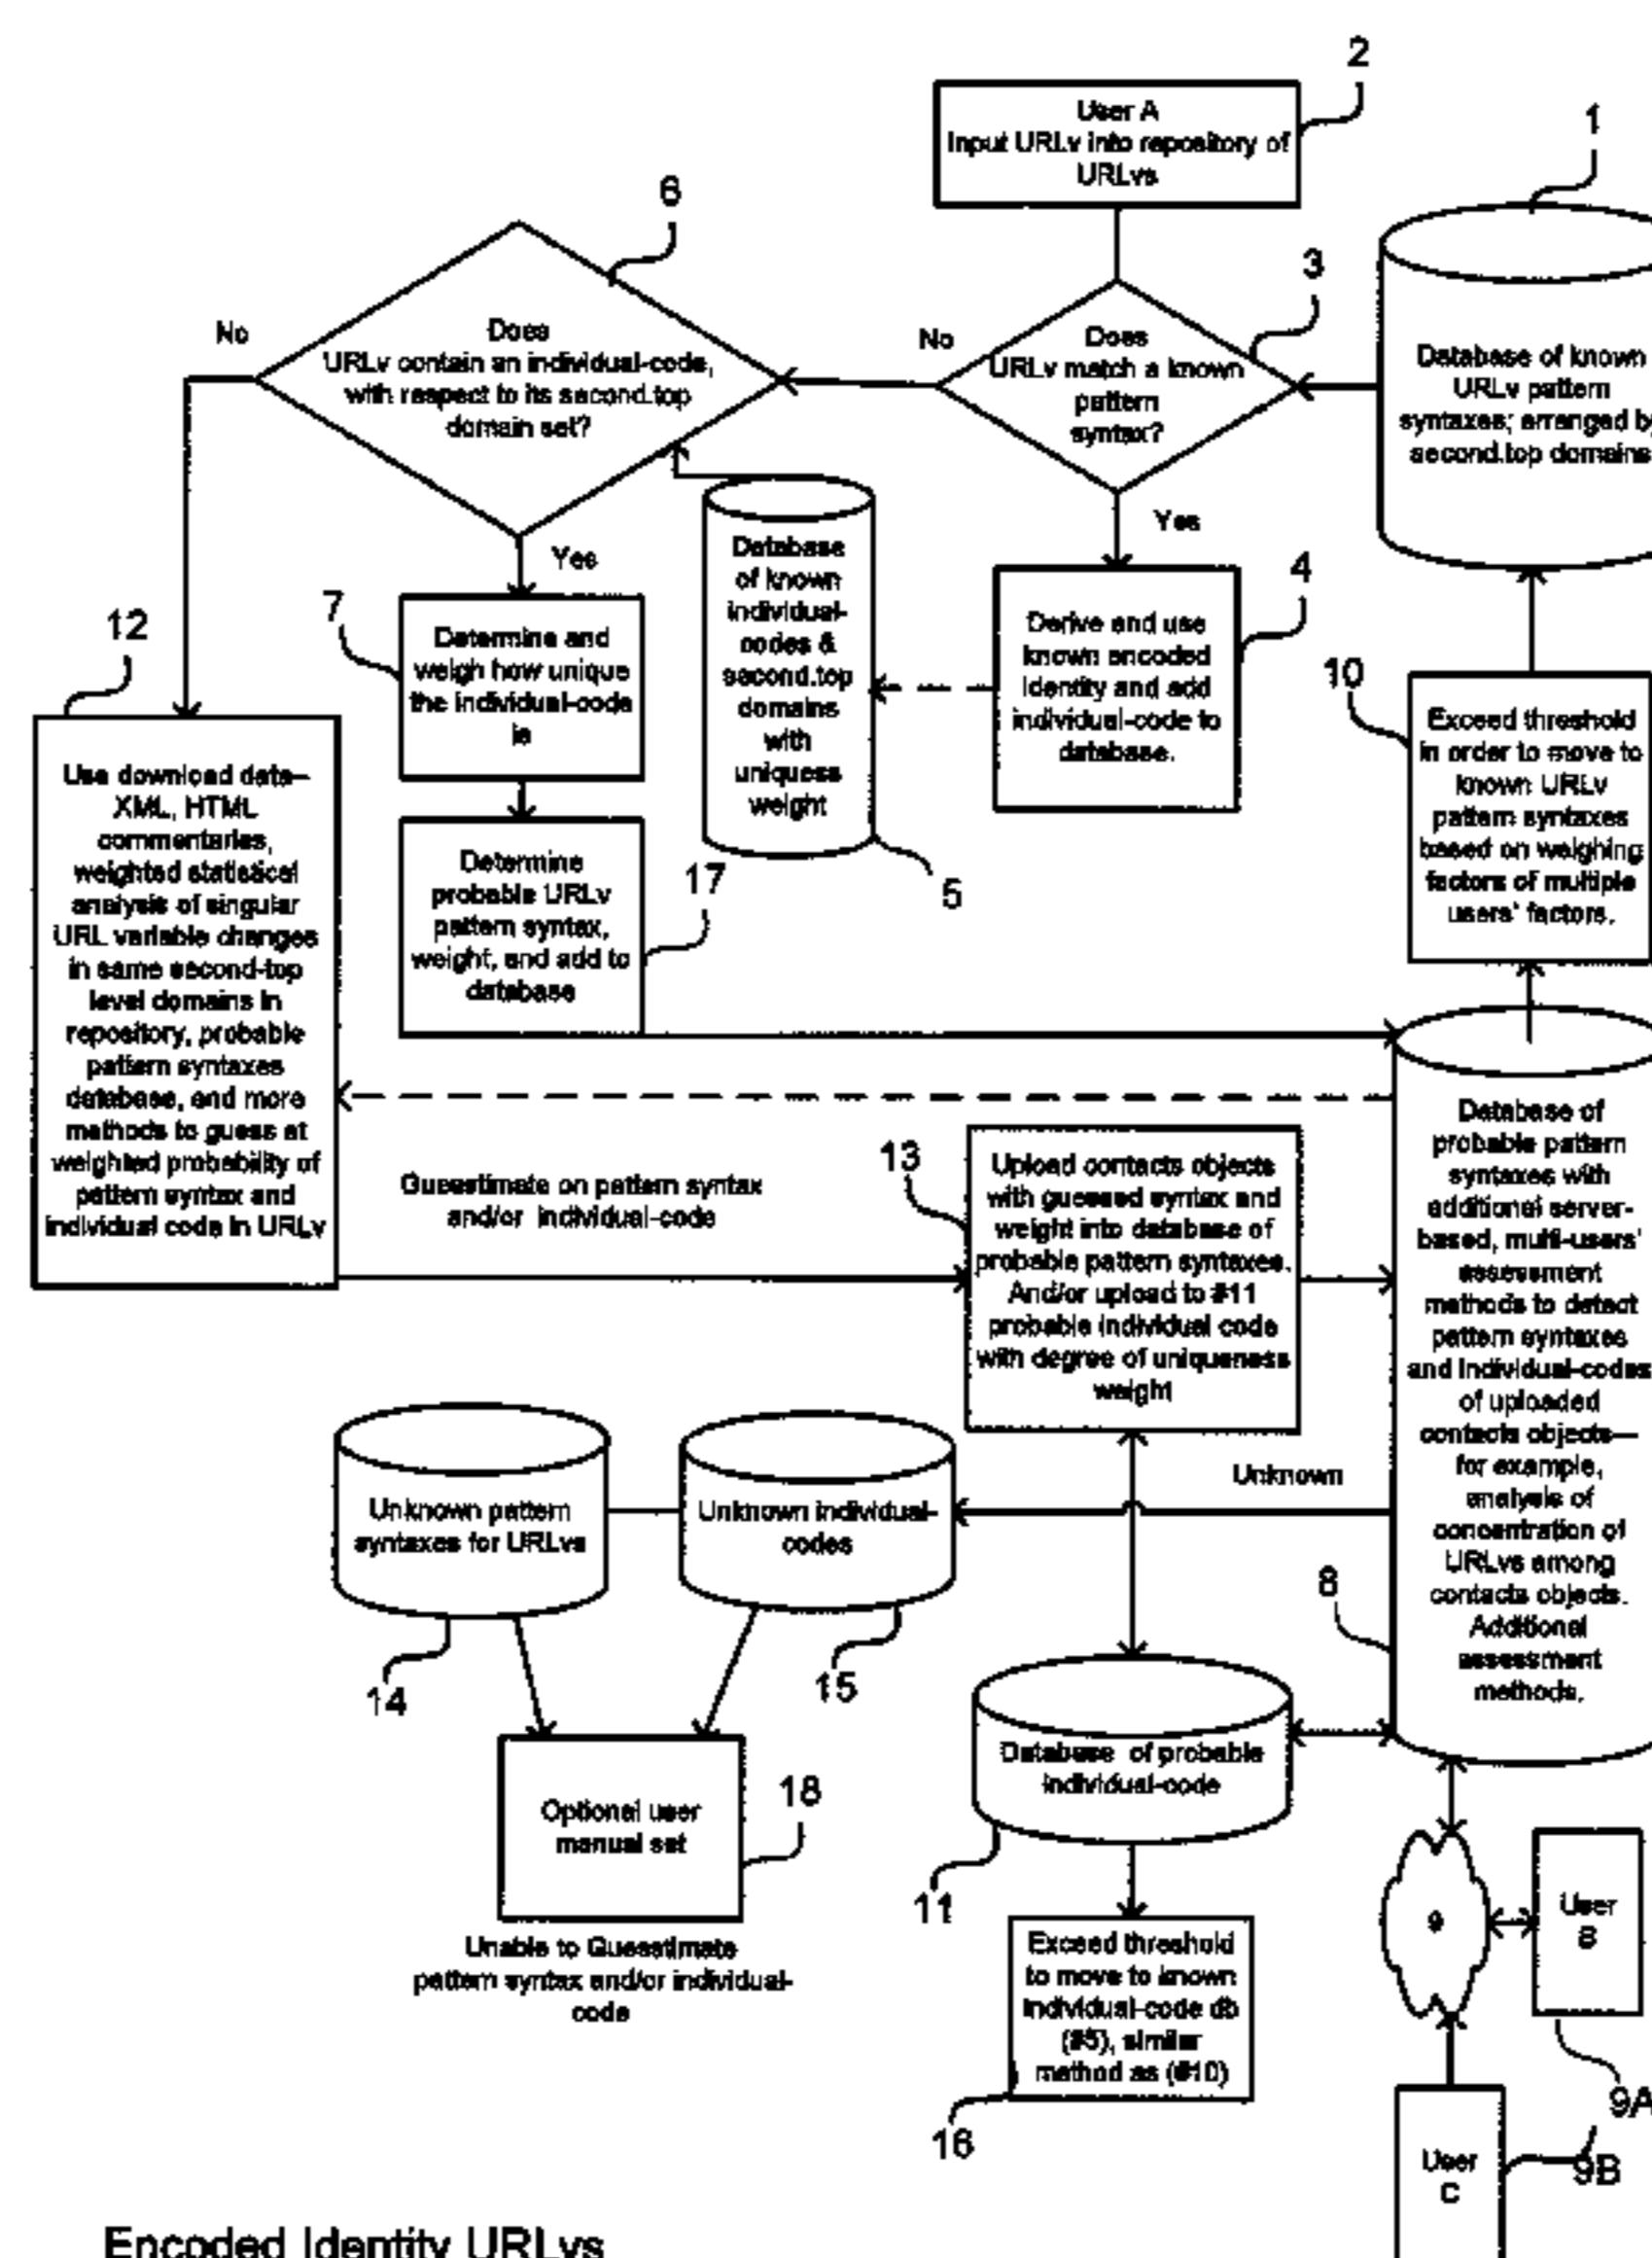 2
User A
Input URLv into repository of
URLvs
1
6
3
No
Does
URLv contain an individual-code,
with respect to its second.top
domain set?
No
Does
URLv match a known
pattern
syntax?
Database of known
URLv pattern
syntaxes; arranged by
second.top domains
Yes
Yes
7
Determine and
weigh how unique
the individual-code
is
Database
of known
individual-
codes &
second.top
domains
with
uniquess
weight
4
Derive and use
known encoded
identity and add
individual-code to
database.
12
10
Exceed threshold
in order to move to
known URLv
pattern syntaxes
based on weighing
factors of multiple
users' factors.
Use download data–
XML, HTML
commentaries,
weighted statistical
analysis of singular
URL variable changes
in same second-top
level domains in
repository, probable
pattern syntaxes
database, and more
methods to guess at
weighted probability of
pattern syntax and
individual code in URLv
Determine
probable URLv
pattern syntax,
weight, and add to
database
17
5
Database of
probable pattern
syntaxes with
additional server-
based, multi-users'
assessment
methods to detect
pattern syntaxes
and individual-codes
of uploaded
contacts objects—
for example,
analysis of
concentration of
URLvs among
contacts objects.
Additional
assessment
methods.
Guesstimate on pattern syntax
and/or individual-code
13
Upload contacts objects
with guessed syntax and
weight into database of
probable pattern syntaxes.
And/or upload to #11
probable individual code
with degree of uniqueness
weight
Unknown
Unknown pattern
syntaxes for URLvs
Unknown individual-
codes
8
14
15
Database of probable
individual-code
Optional user
manual set
18
11
9
User
B
Unable to Guesstimate
pattern syntax and/or individual-
code
Exceed threshold
to move to known
individual-code db
(#5), similar
method as (#10)
16
9A
User
C
9B
Encoded Identity URLvs